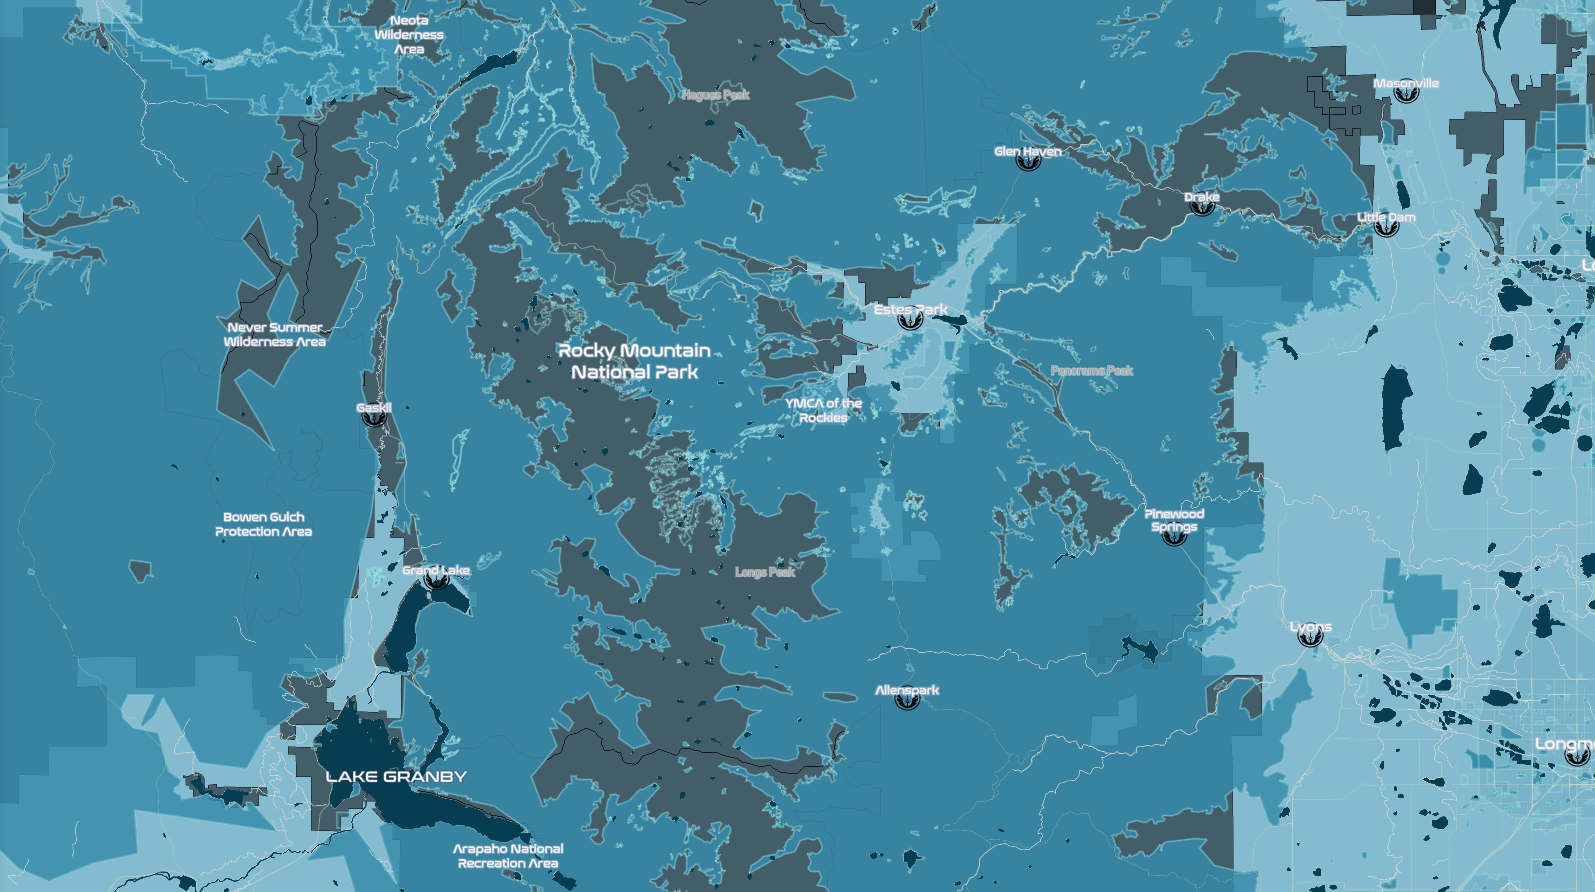 Neota
Wilderness
Area
Hagues Peak
Masonville
Glen Haven
Drake
Little Dam
Lo
Estes Park
Never Summer
Wilderness Area
Rocky Mountain
National Park
Panorama Peak
YMCA of the
Rockies
Gaskil
Bowen Gulch
Protection Area
Pinewood
Springs
Grand Lake
Longs Peak
Lyons
Allenspark
Longm
LAKE GRANBY
Arapaho National
Recreation Area